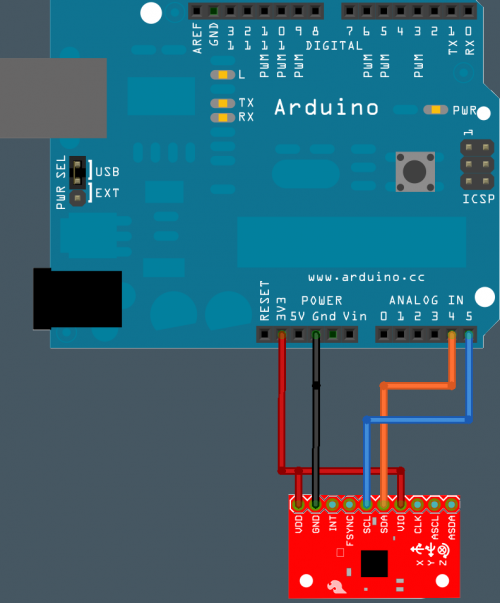 AREF
GND
13
12
11
10
9
8
7
6
5
4
3
2
1
0
PWM
PWM
PWM
PWM
PWM
PWM
TX
RX
DIGITAL
L
TX
RX
Arduino
PWR
1
ICSP
PWR SEL
USB
EXT
www.arduino.cc
RESET
3V3
POWER
5V Gnd Vin
ANALOG IN
0 1 2 3 4 5
VDD
GND
INT
FSYNC
SCL
SDA
VIO
CLK
ASCL
ASDA
X
Y
Z